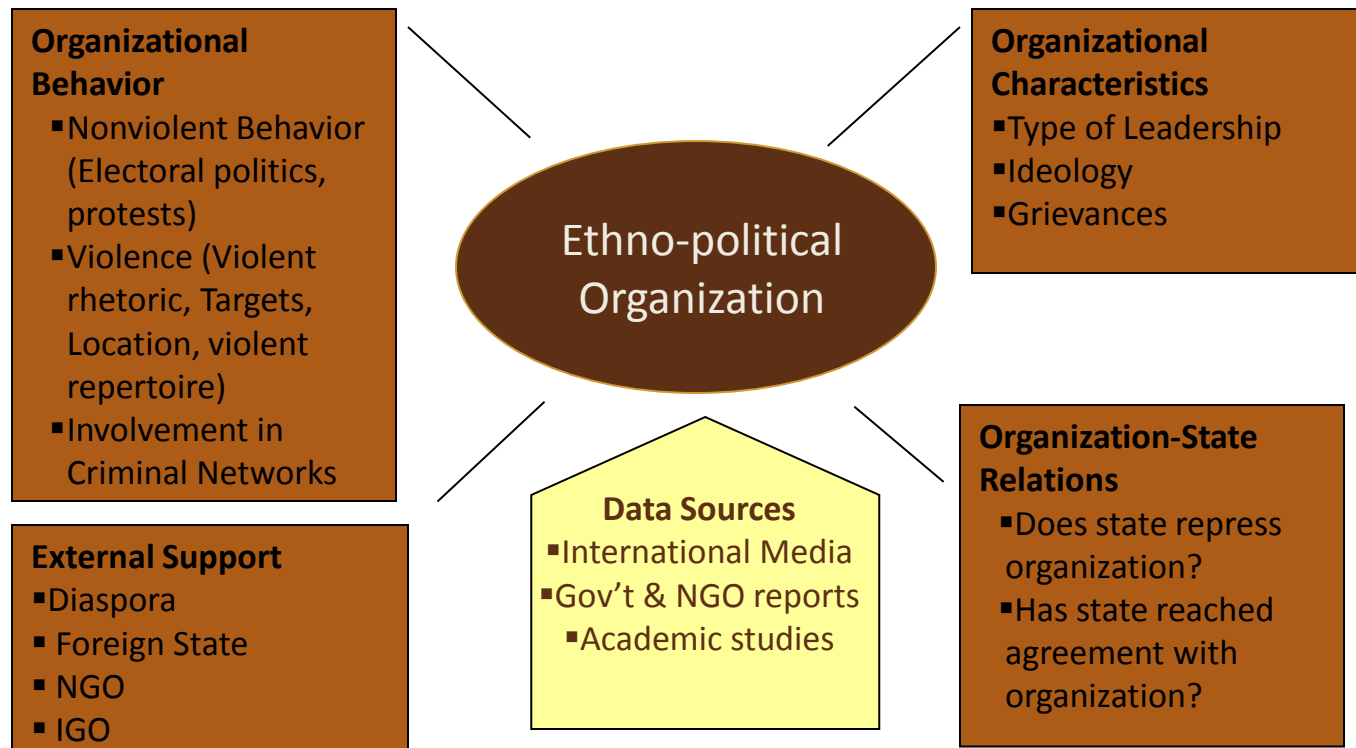 Organizational
Behavior
▪Nonviolent Behavior
(Electoral politics,
protests)
▪Violence (Violent
rhetoric, Targets,
Location, violent
repertoire)
▪Involvement in
Criminal Networks
External Support
▪Diaspora
▪ Foreign State
▪ NGO
▪ IGO
Ethno-political
Organization
Data Sources
▪International Media
▪Gov’t & NGO reports
▪Academic studies
Organizational
Characteristics
▪Type of Leadership
▪Ideology
▪Grievances
Organization-State
Relations
▪Does state repress
organization?
▪Has state reached
agreement with
organization?